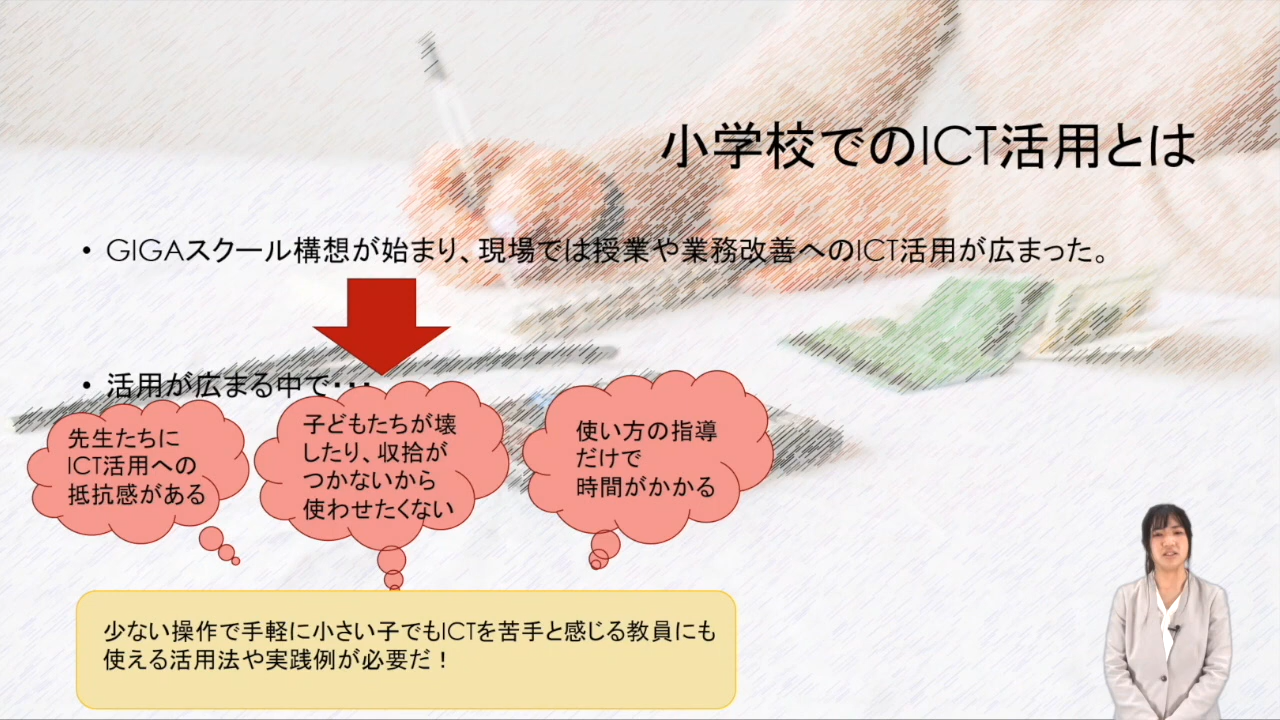 小学校でのICT活用とは
• GIGAスクール構想が始まり、現場では授業や業務改善へのICT活用が広まった。
• 活用が広まる中で･･･
先生たちに
ICT活用への
抵抗感がある
子どもたちが壊
したり、収拾が
つかないから
使わせたくない
使い方の指導
だけで
時間がかかる
少ない操作で手軽に小さい子でもICTを苦手と感じる教員にも
使える活用法や実践例が必要だ！